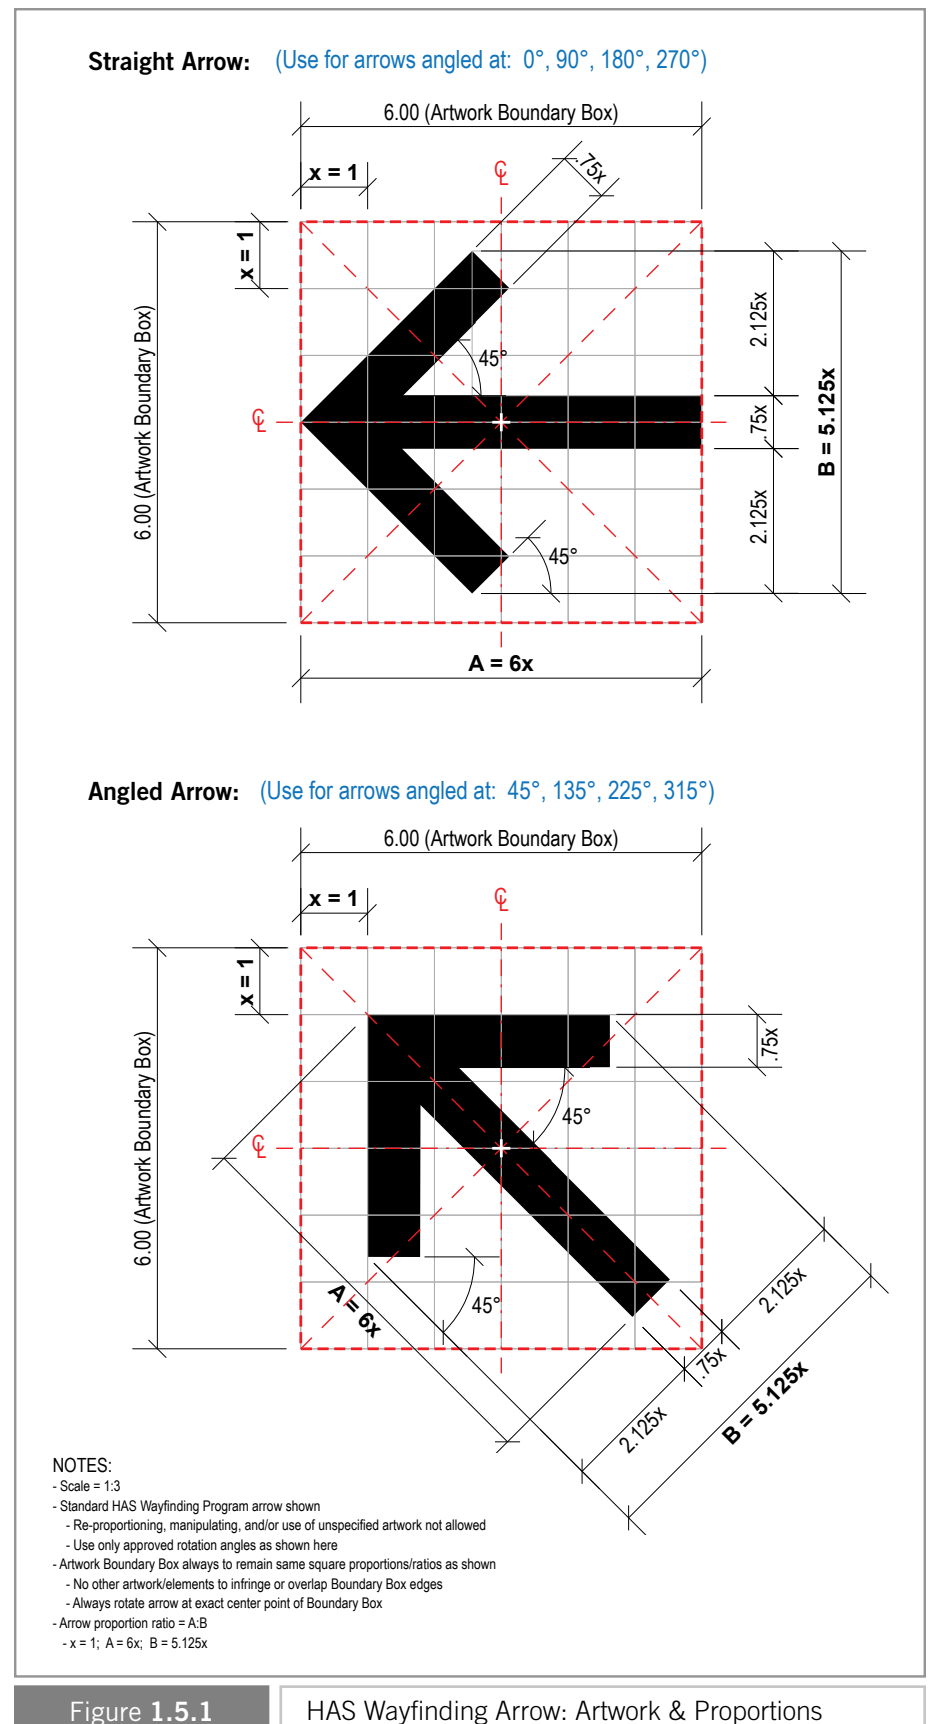 Straight Arrow: (Use for arrows angled at: 0°, 90°, 180°, 270°)
6.00 (Artwork Boundary Box)
x = 1
℄
.75x
x = 1
6.00 (Artwork Boundary Box)
45°
2.125x
℄
.75x
B = 5.125x
2.125x
45°
A = 6x
Angled Arrow: (Use for arrows angled at: 45°, 135°, 225°, 315°)
6.00 (Artwork Boundary Box)
x = 1
℄
x = 1
.75x
6.00 (Artwork Boundary Box)
45°
℄
45°
A = 6x
2.125x
.75x
2.125x
B = 5.125x
NOTES:
- Scale = 1:3
- Standard HAS Wayfinding Program arrow shown
- Re-proportioning, manipulating, and/or use of unspecified artwork not allowed
- Use only approved rotation angles as shown here
- Artwork Boundary Box always to remain same square proportions/ratios as shown
- No other artwork/elements to infringe or overlap Boundary Box edges
- Always rotate arrow at exact center point of Boundary Box
- Arrow proportion ratio = A:B
- x = 1; A = 6x; B = 5.125x
Figure 1.5.1
HAS Wayfinding Arrow: Artwork & Proportions